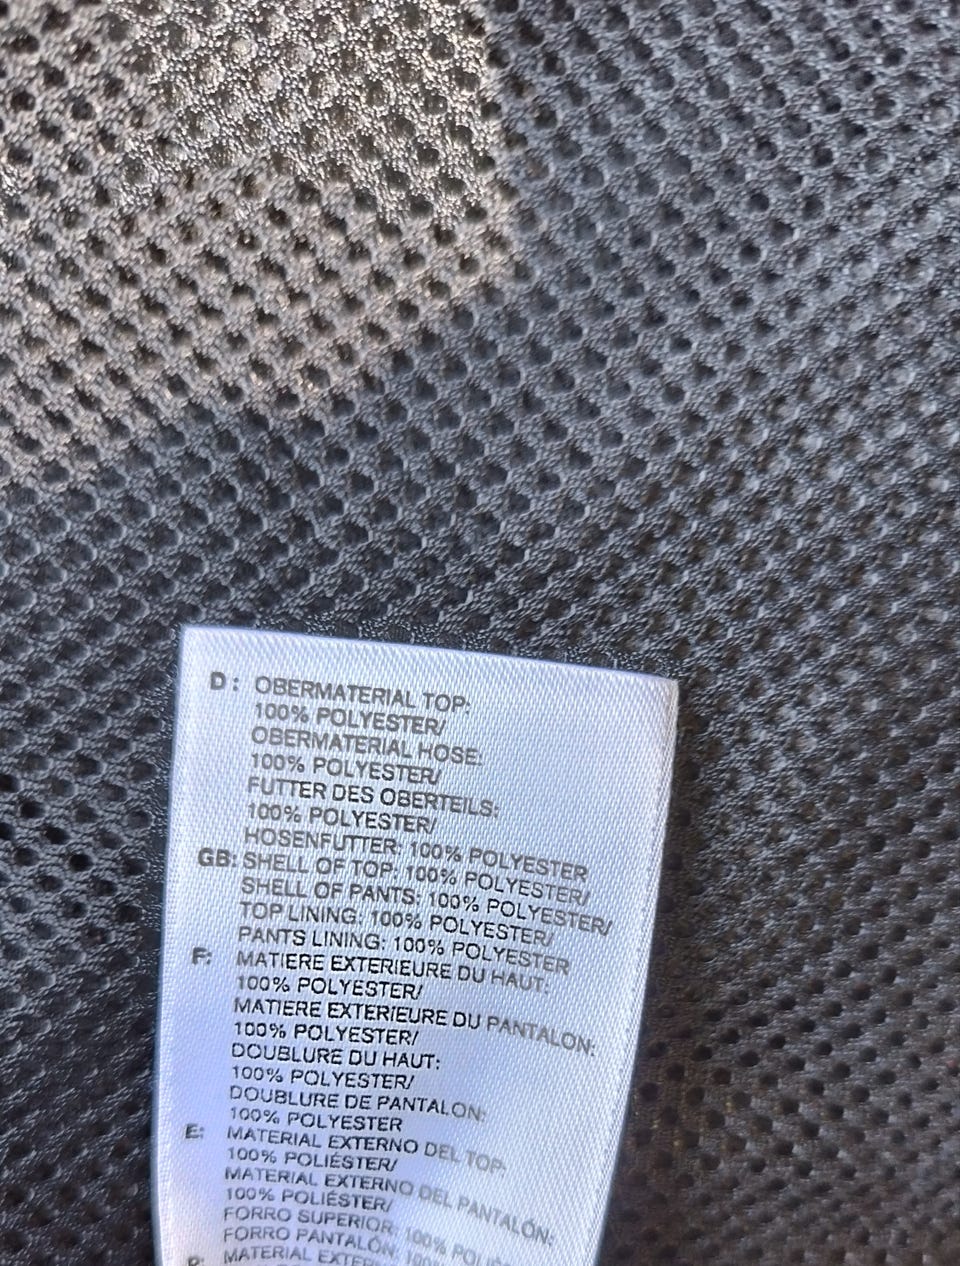 D: OBERMATERIAL TOP:
100% POLYESTER/
OBERMATERIAL HOSE:
100% POLYESTER/
FUTTER DES OBERTEILS:
100% POLYESTER/
HOSENFUTTER: 100% POLYESTER
GB: SHELL OF TOP: 100% POLYESTER/
SHELL OF PANTS: 100% POLYESTER/
TOP LINING: 100% POLYESTER/
PANTS LINING: 100% POLYESTER
F: MATIERE EXTERIEURE DU HAUT:
100% POLYESTER/
MATIERE EXTERIEURE DU PANTALON:
100% POLYESTER/
DOUBLURE DU HAUT:
100% POLYESTER/
DOUBLURE DE PANTALON:
100% POLYESTER
E: MATERIAL EXTERNO DEL TOP:
100% POLIÉSTER/
MATERIAL EXTERNO DEL PANTALÓN:
100% POLIÉSTER/
FORRO SUPERIOR: 100%
FORRO PANTALÓN: 100%
MATERIAL